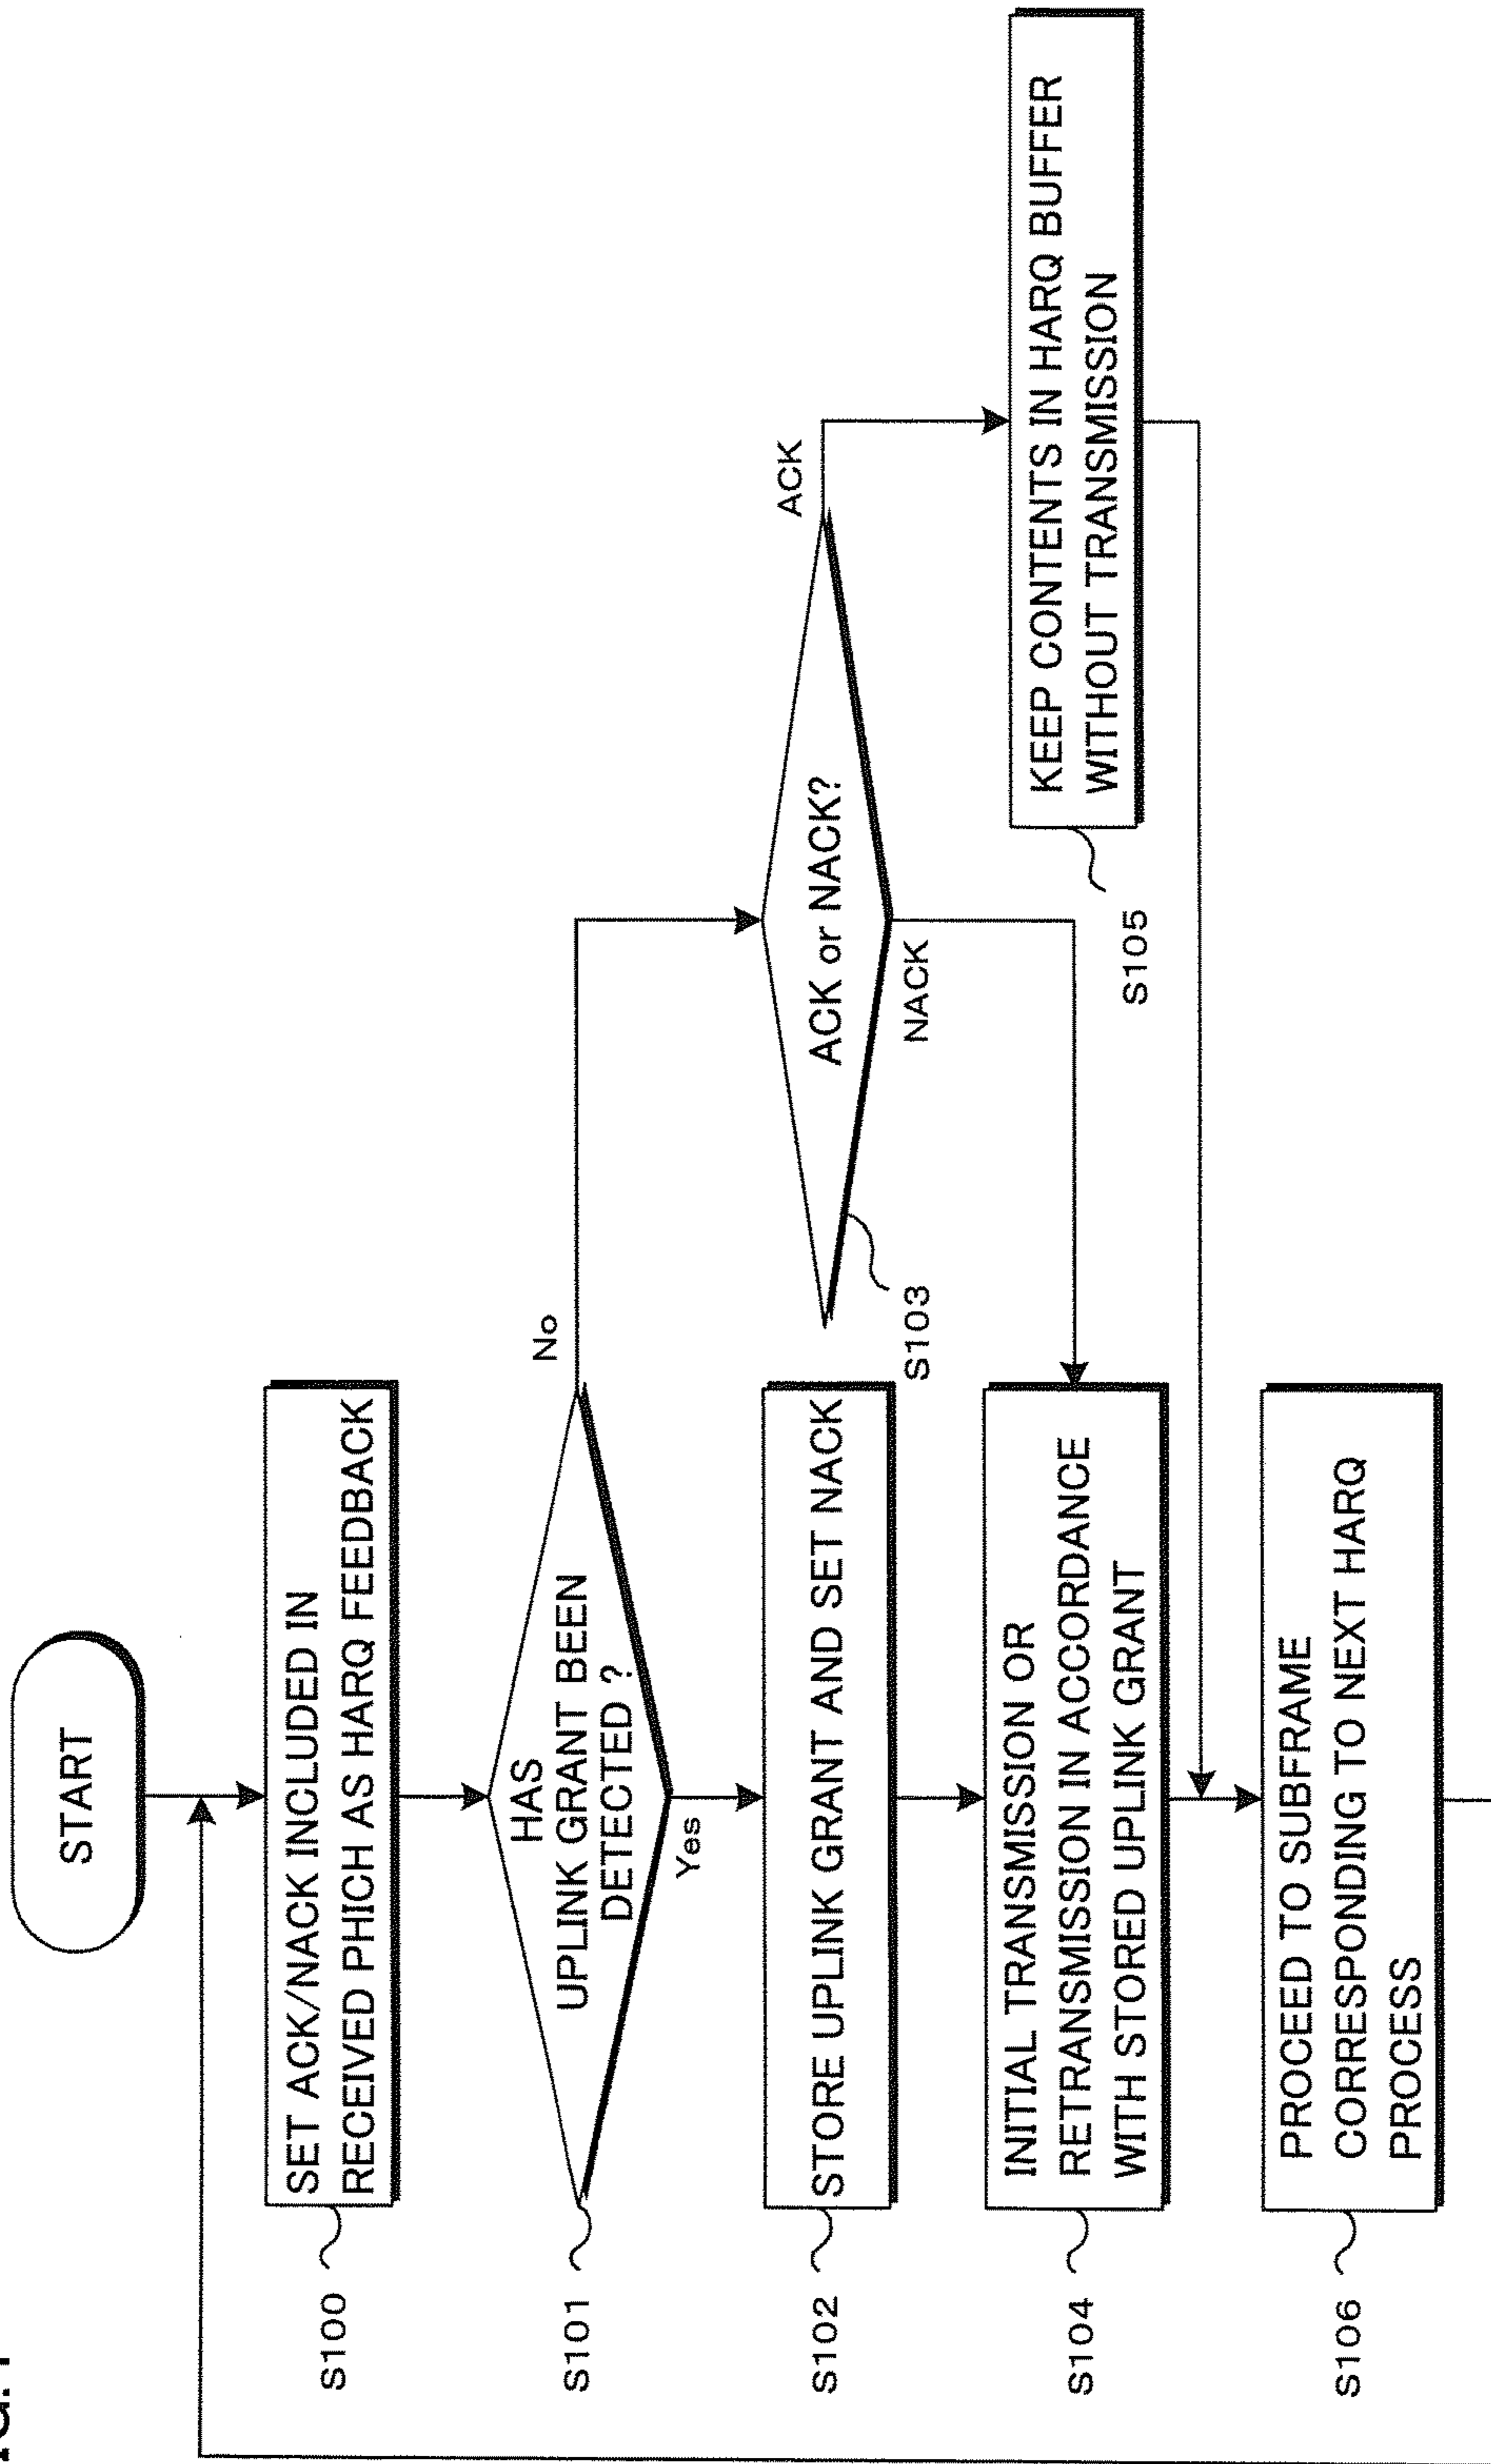 START
S100
SET ACK/NACK INCLUDED IN
RECEIVED PHICH AS HARQ FEEDBACK
S101
HAS
UPLINK GRANT BEEN
DETECTED ?
No
Yes
S102
STORE UPLINK GRANT AND SET NACK
S103
ACK or NACK?
ACK
NACK
S104
INITIAL TRANSMISSION OR
RETRANSMISSION IN ACCORDANCE
WITH STORED UPLINK GRANT
S105
KEEP CONTENTS IN HARQ BUFFER
WITHOUT TRANSMISSION
S106
PROCEED TO SUBFRAME
CORRESPONDING TO NEXT HARQ
PROCESS